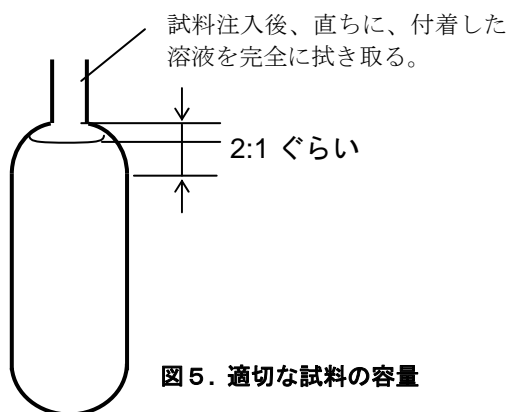 試料注入後、直ちに、付着した
溶液を完全に拭き取る。
2:1 ぐらい
図5. 適切な試料の容量